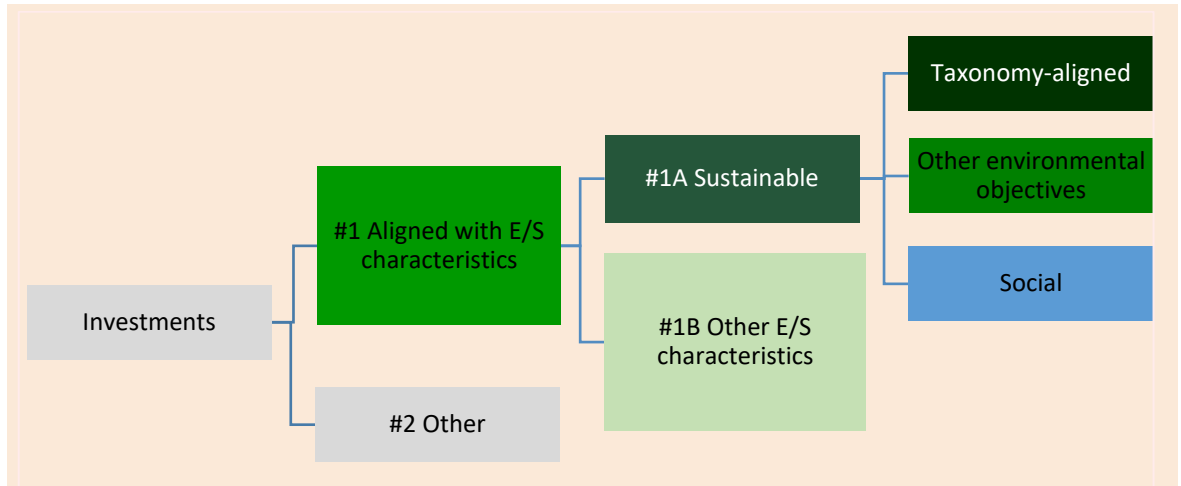 Investments
#1 Aligned with E/S
characteristics
#2 Other
#1A Sustainable
#1B Other E/S
characteristics
Taxonomy-aligned
Other environmental
objectives
Social